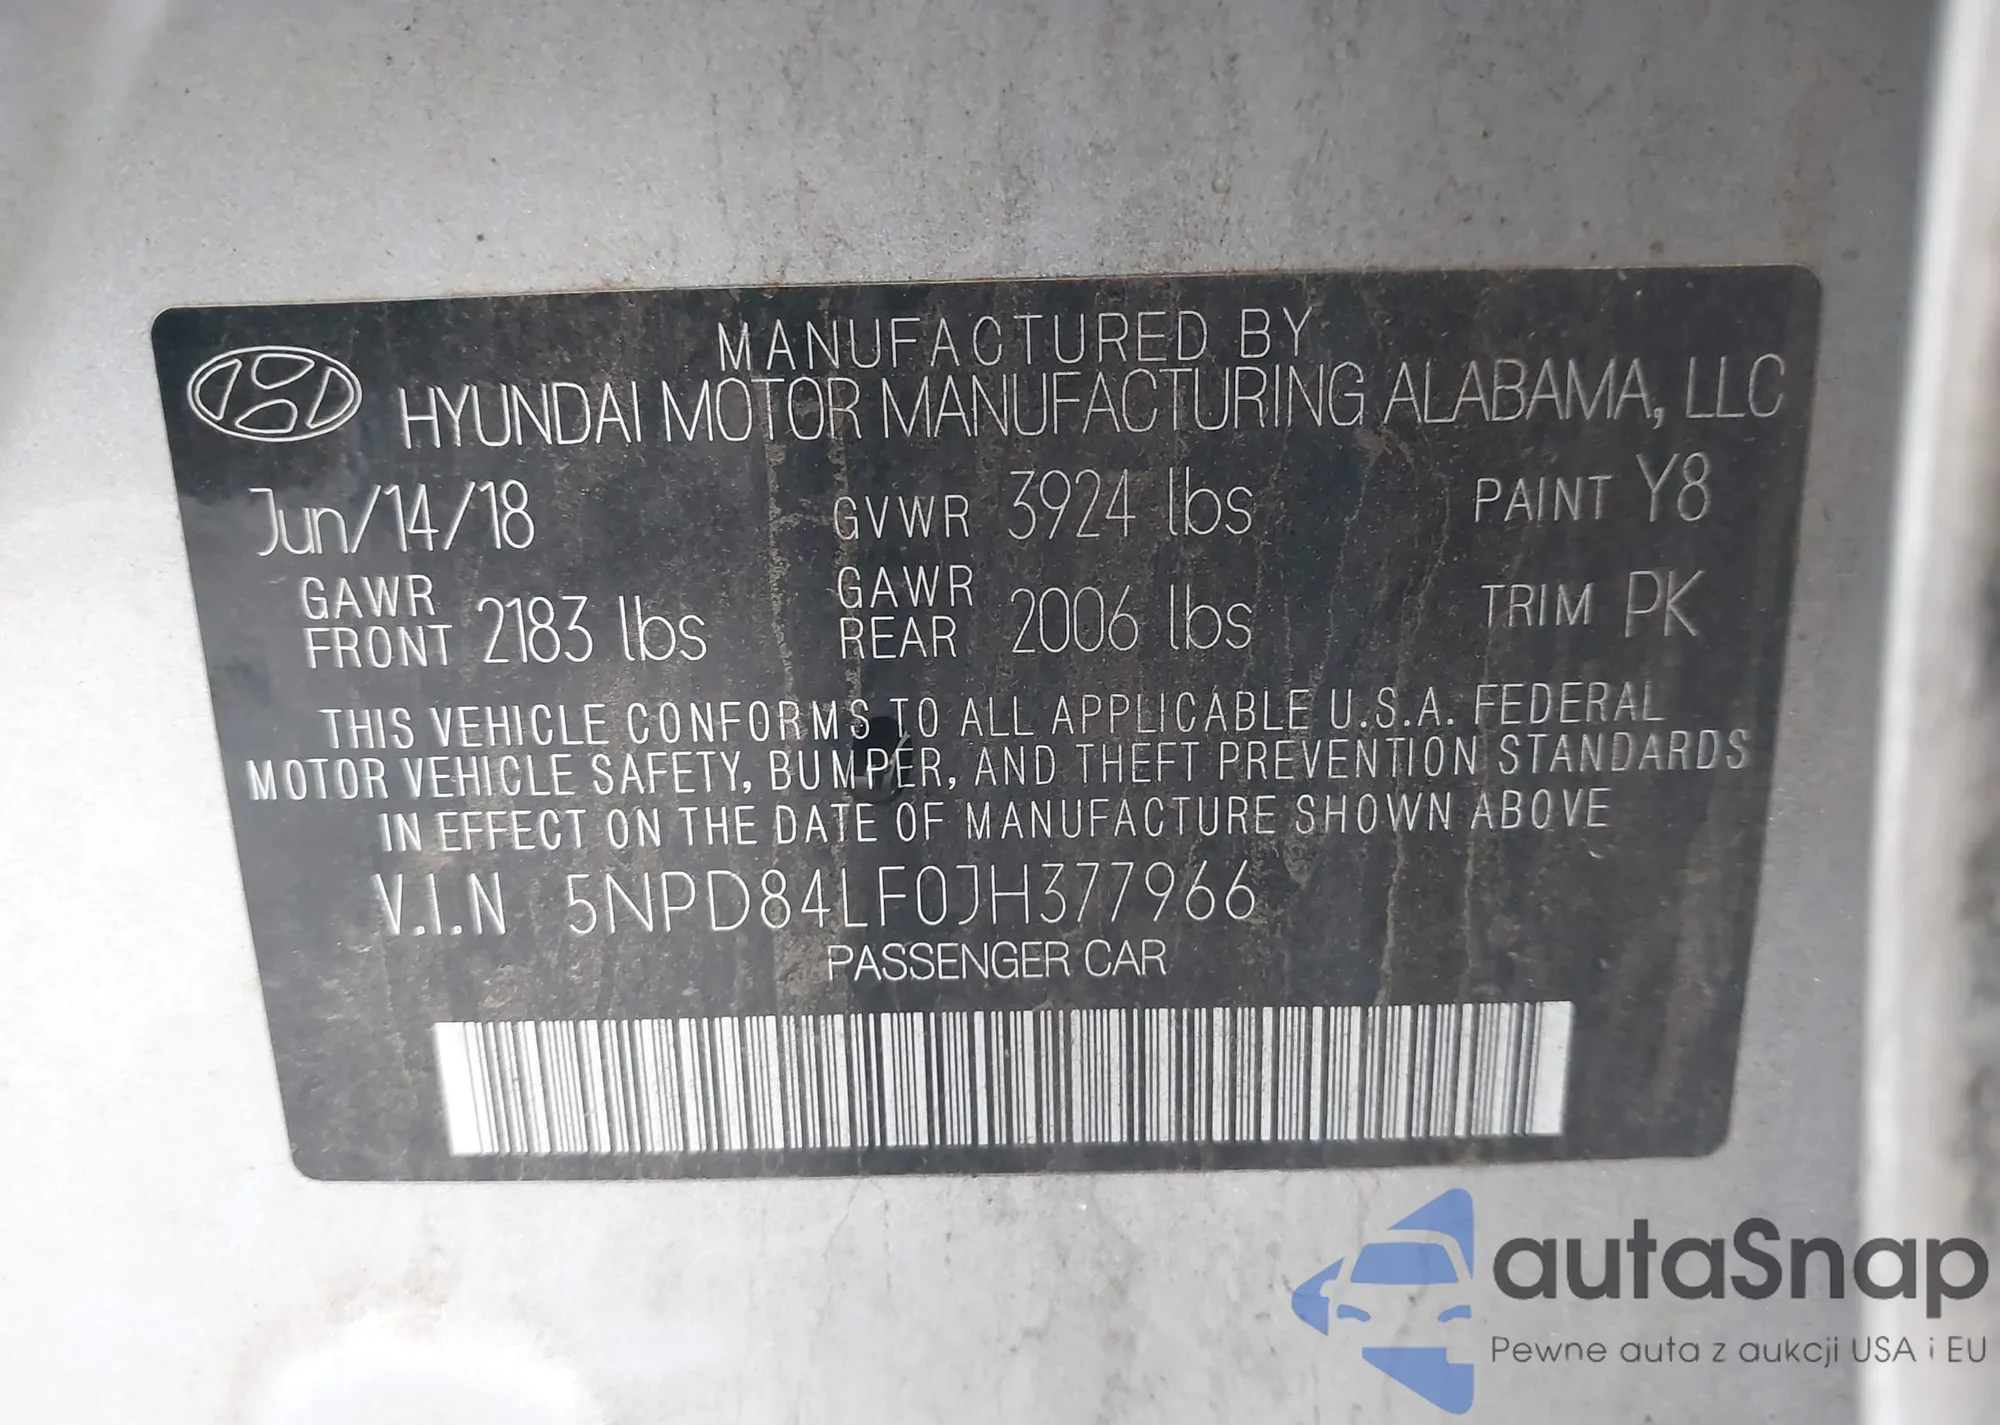 MANUFACTURED BY
HYUNDAI MOTOR MANUFACTURING ALABAMA, LLC
Jun/14/18 GVWR 3924 lbs PAINT Y8
GAWR FRONT 2183 lbs GAWR REAR 2006 lbs TRIM PK
THIS VEHICLE CONFORMS TO ALL APPLICABLE U.S.A. FEDERAL
MOTOR VEHICLE SAFETY, BUMPER, AND THEFT PREVENTION STANDARDS
IN EFFECT ON THE DATE OF MANUFACTURE SHOWN ABOVE
V.I.N 5NPD84LF0JH377966
PASSENGER CAR
autaSnap
Pewne auta z aukcji USA i EU